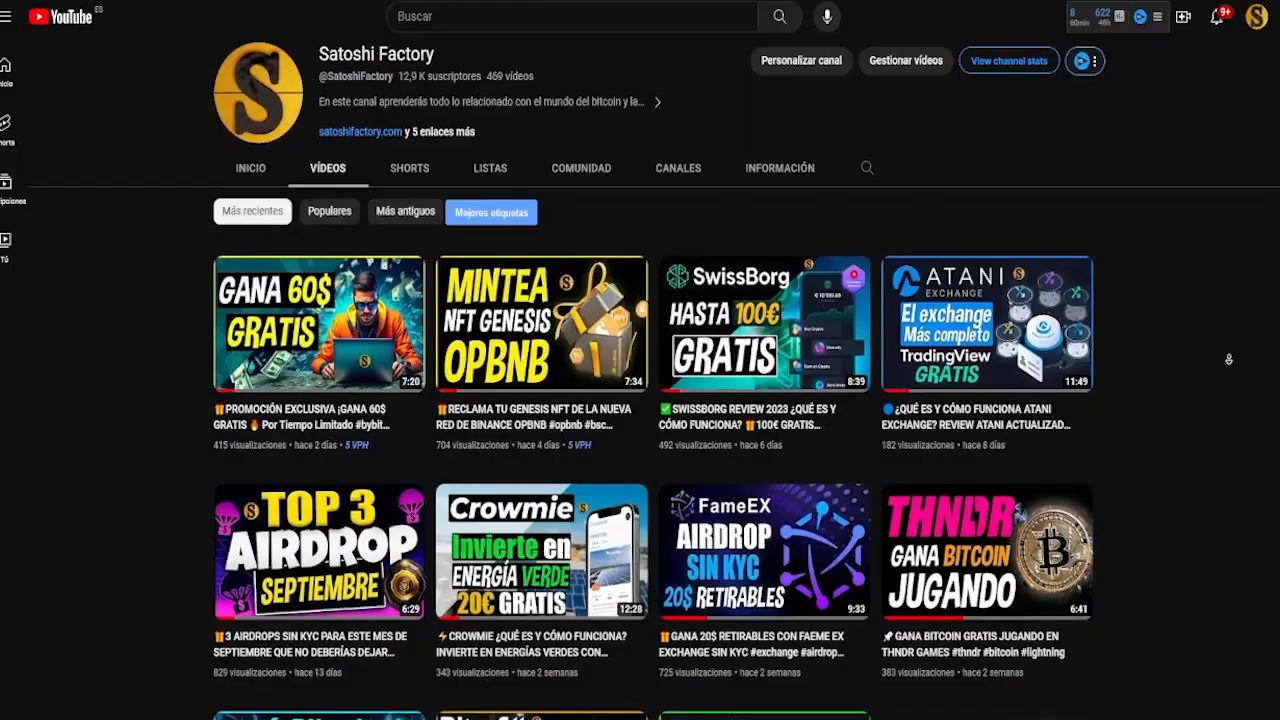 YouTube ES
Buscar
8 622
60min 48h
9+
Satoshi Factory
@SatoshiFactory 12,9 K suscriptores 469 vídeos
En este canal aprenderás todo lo relacionado con el mundo del bitcoin y la...
satoshifactory.com y 5 enlaces más
Personalizar canal
Gestionar vídeos
View channel stats
INICIO
VÍDEOS
SHORTS
LISTAS
COMUNIDAD
CANALES
INFORMACIÓN
Más recientes
Populares
Más antiguos
Mejores etiquetas
Tú
GANA 60$
GRATIS
7:20
🎁PROMOCIÓN EXCLUSIVA ¡GANA 60$
GRATIS 🔥 Por Tiempo Limitado #bybit...
415 visualizaciones • hace 2 días • 5 VPH
MINTEA
NFT GENESIS
OPBNB
7:34
🎁RECLAMA TU GENESIS NFT DE LA NUEVA
RED DE BINANCE OPBNB #opbnb #bsc...
704 visualizaciones • hace 4 días • 5 VPH
SwissBorg
HASTA 100€
GRATIS
8:39
✅SWISSBORG REVIEW 2023 ¿QUÉ ES Y
CÓMO FUNCIONA? 🎁100€ GRATIS...
492 visualizaciones • hace 6 días
ATANI
EXCHANGE
El exchange
Más completo
TradingView
GRATIS
11:49
🔵¿QUÉ ES Y CÓMO FUNCIONA ATANI
EXCHANGE? REVIEW ATANI ACTUALIZAD...
182 visualizaciones • hace 8 días
TOP 3
AIRDROP
SEPTIEMBRE
6:29
🎁3 AIRDROPS SIN KYC PARA ESTE MES DE
SEPTIEMBRE QUE NO DEBERÍAS DEJAR...
829 visualizaciones • hace 13 días
Crowmie
Invierte en
ENERGÍA VERDE
20€ GRATIS
12:28
⚡CROWMIE ¿QUÉ ES Y CÓMO FUNCIONA?
INVIERTE EN ENERGÍAS VERDES CON...
343 visualizaciones • hace 2 semanas
FameEX
AIRDROP
SIN KYC
20$ RETIRABLES
9:33
🎁GANA 20$ RETIRABLES CON FAEME EX
EXCHANGE SIN KYC #exchange #airdrop...
725 visualizaciones • hace 2 semanas
THNDR
GANA BITCOIN
JUGANDO
6:41
🚀GANA BITCOIN GRATIS JUGANDO EN
THNDR GAMES #thndr #bitcoin #lightning
383 visualizaciones • hace 2 semanas